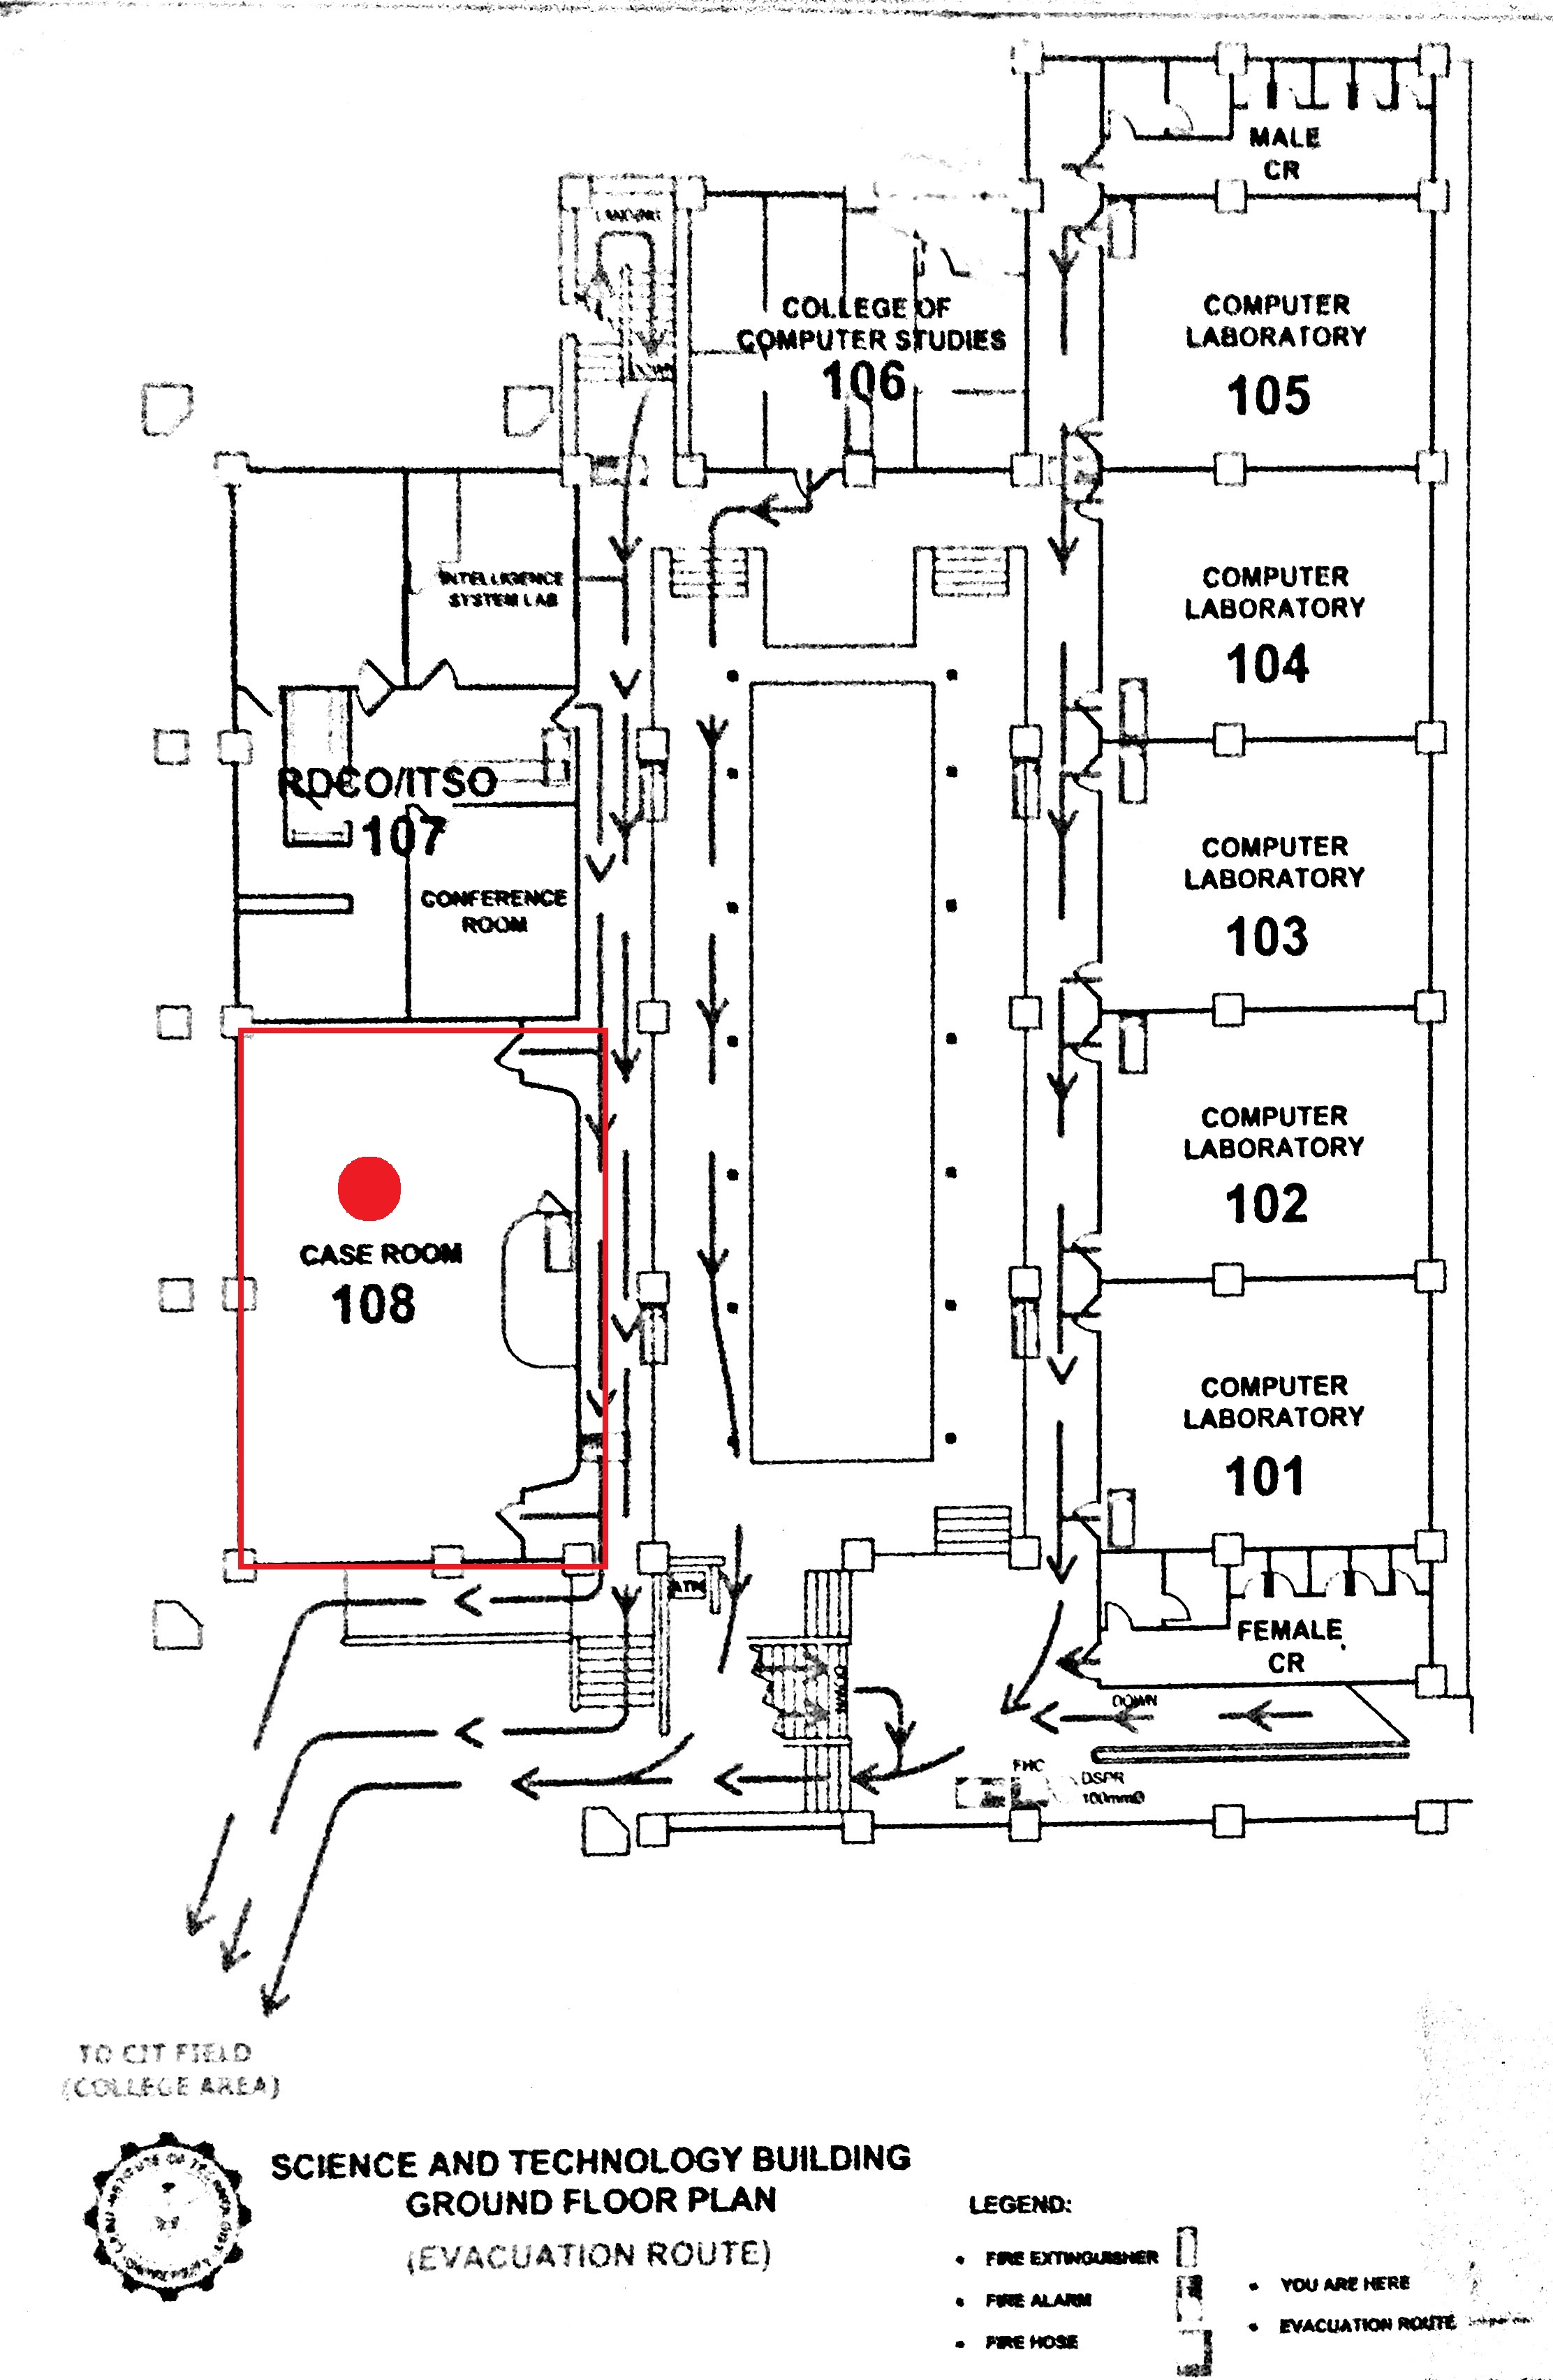 MALE
CR
COLLEGE OF
COMPUTER STUDIES
106
COMPUTER
LABORATORY
105
INTELLIGENCE
SYSTEM LAB
COMPUTER
LABORATORY
104
RDCO/ITSO
107
CONFERENCE
ROOM
COMPUTER
LABORATORY
103
CASE ROOM
108
COMPUTER
LABORATORY
102
COMPUTER
LABORATORY
101
ATM
FEMALE
CR
DOWN
DOWN
FHC
DSPR
100mmØ
TO CIT FIELD
(COLLEGE AREA)
SCIENCE AND TECHNOLOGY BUILDING
GROUND FLOOR PLAN
(EVACUATION ROUTE)
LEGEND:
• FIRE EXTINGUISHER
• FIRE ALARM
• FIRE HOSE
• YOU ARE HERE
• EVACUATION ROUTE